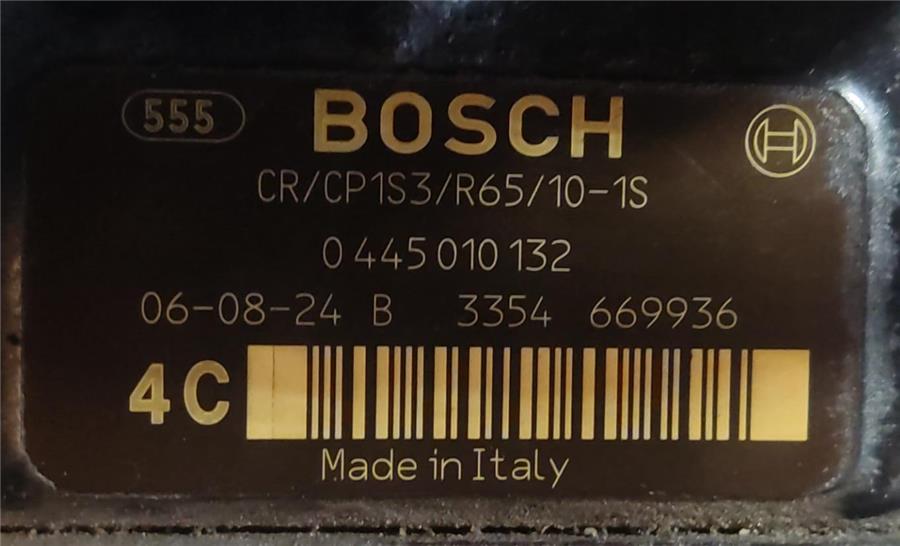 555 BOSCH
CR/CP1S3/R65/10-1S
0 445 010 132
06-08-24 B 3354 669936
4C
Made in Italy